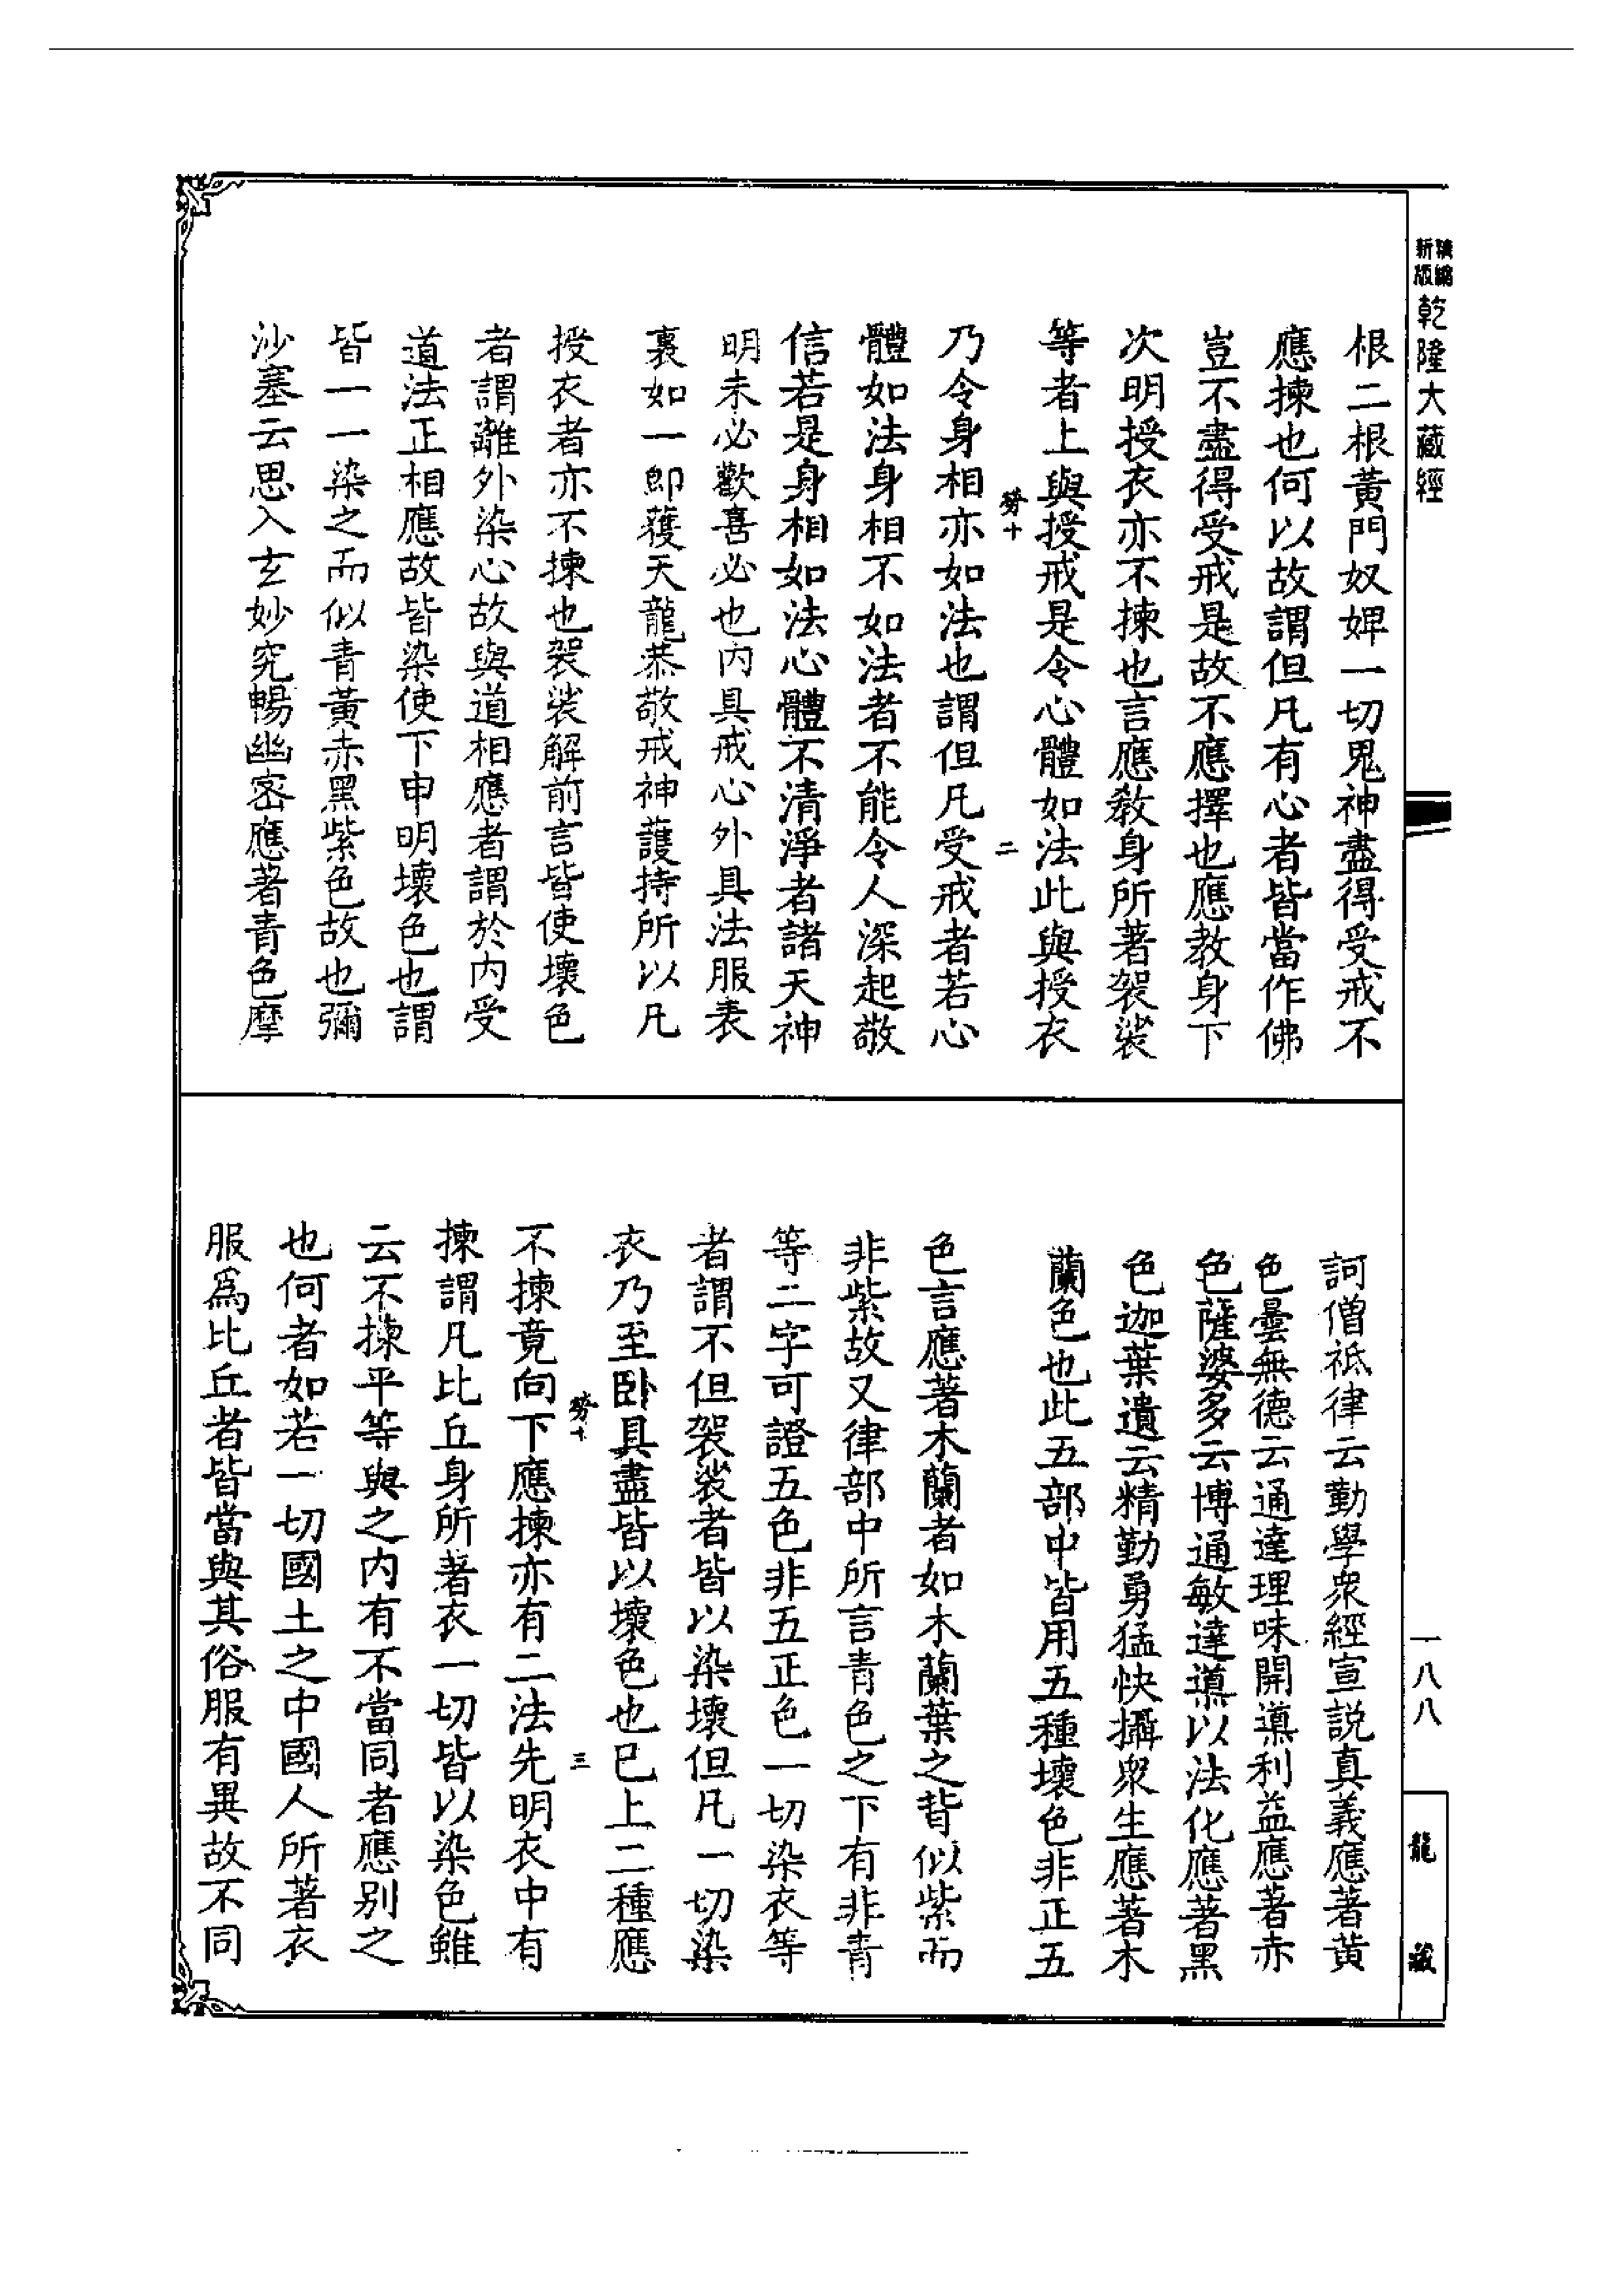 精編
新版
乾隆大藏經
根二根黃門奴婢一切鬼神盡得受戒不
應揀也何以故謂但凡有心者皆當作佛
豈不盡得受戒是故不應擇也應教身下
次明授衣亦不揀也言應教身所著袈裟
等者上與授戒是令心體如法此與授衣
勞十
二
乃令身相亦如法也謂但凡受戒者若心
體如法身相不如法者不能令人深起敬
信若是身相如法心體不清淨者諸天神
明未必歡喜必也內具戒心外具法服表
裏如一即蒦天龍恭敬戒神護持所以凡
授衣者亦不揀也袈裟解前言皆使壞色
者謂離外染心故與道相應者謂於內受
道法正相應故皆染使下申明壞色也謂
皆一一染之而似青黃赤黑紫色故也彌
沙塞云思入玄妙究暢幽密應著青色摩
訶僧祗律云勤學衆經宣説真義應著黃
色曇無德云通達理味開導利益應著赤
色薩婆多云博通敏達導以法化應著黑
色迦葉遺云精勤勇猛快攝衆生應著木
蘭色也此五部中皆用五種壞色非正五
色言應著木蘭者如木蘭葉之背似紫而
非紫故又律部中所言青色之下有非青
等二字可證五色非五正色一切染衣等
者謂不但袈裟者皆以染壞但凡一切染
衣乃至卧具盡皆以壞色也已上二種應
勞十
三
不揀竟向下應揀亦有二法先明衣中有
揀謂凡比丘身所著衣一切皆以染色雖
云不揀平等與之內有不當同者應別之
也何者如若一切國土之中國人所著衣
服爲比丘者皆當與其俗服有異故不同
一八八
龍藏